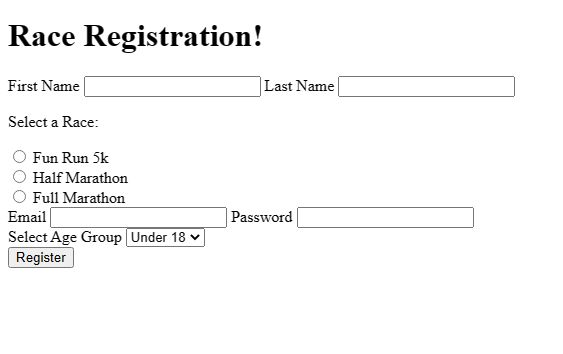 Race Registration!
First Name Last Name
Select a Race:
Fun Run 5k
Half Marathon
Full Marathon
Email Password
Select Age Group Under 18
Register